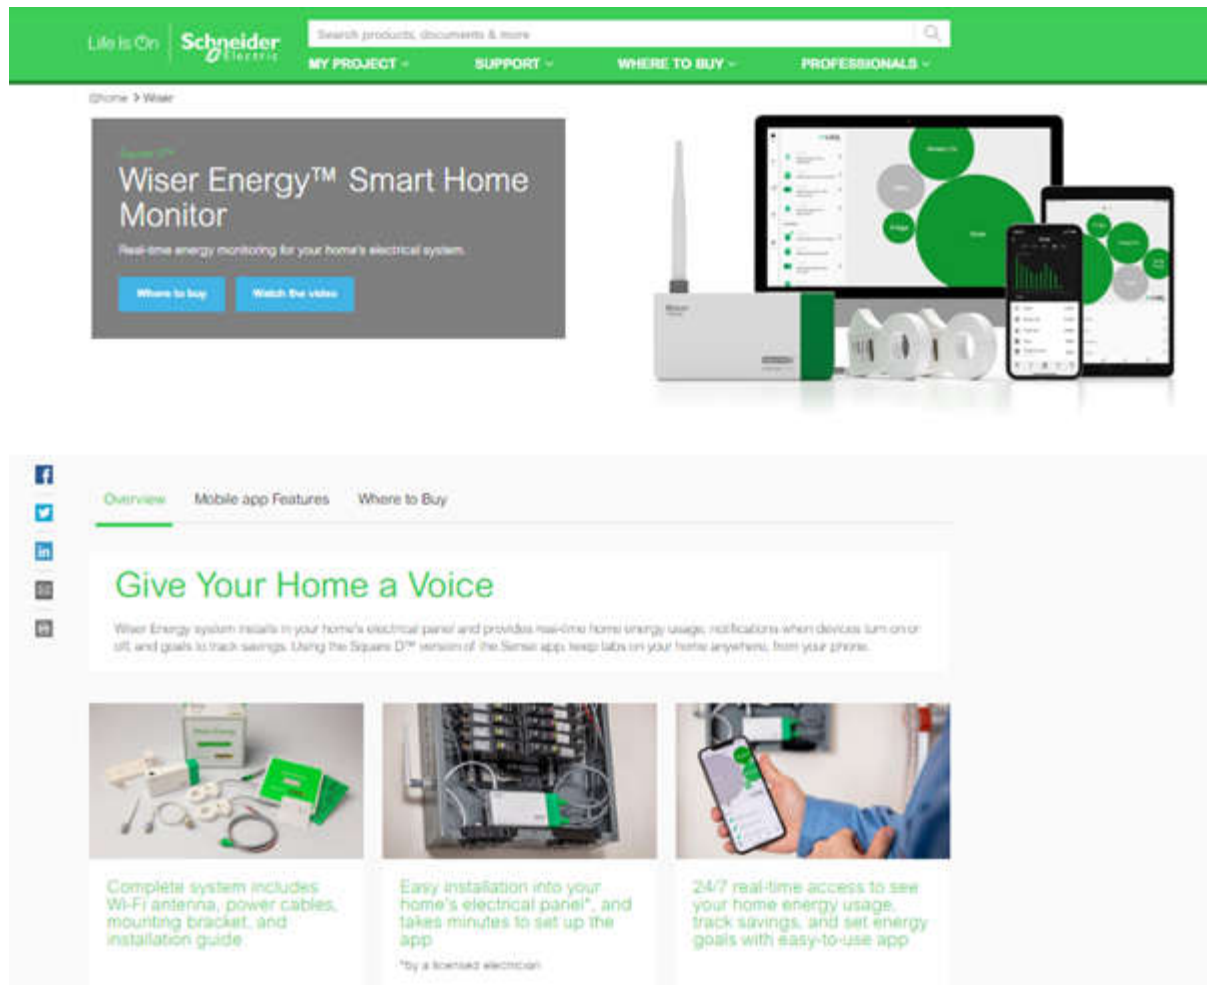 Life Is On
Schneider
Electric
Search products, documents & more
MY PROJECT
SUPPORT
WHERE TO BUY
PROFESSIONALS
@home > Wiser
Square D™
Wiser Energy™ Smart Home
Monitor
Real-time energy monitoring for your home's electrical system.
Where to buy
Watch the video
Wiser
Overview
Mobile app Features
Where to Buy
Give Your Home a Voice
Wiser Energy system installs in your home's electrical panel and provides real-time home energy usage, notifications when devices turn on or
off, and goals to track savings. Using the Square D™ version of the Sense app, keep tabs on your home anywhere, from your phone.
Wiser Energy
Complete system includes
Wi-Fi antenna, power cables,
mounting bracket, and
installation guide
Easy installation into your
home's electrical panel*, and
takes minutes to set up the
app
*by a licensed electrician
24/7 real-time access to see
your home energy usage,
track savings, and set energy
goals with easy-to-use app